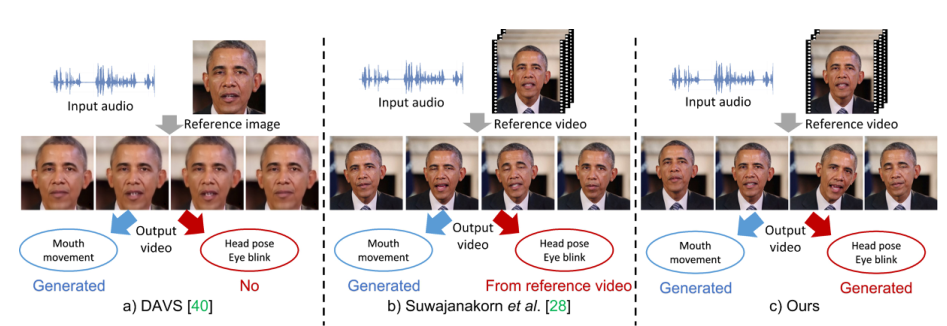 Input audio
Reference image
Output
video
Mouth
movement
Head pose
Eye blink
Generated
No
a) DAVS [40]
Input audio
Reference video
Output
video
Mouth
movement
Head pose
Eye blink
Generated
From reference video
b) Suwajanakorn et al. [28]
Input audio
Reference video
Output
video
Mouth
movement
Head pose
Eye blink
Generated
Generated
c) Ours